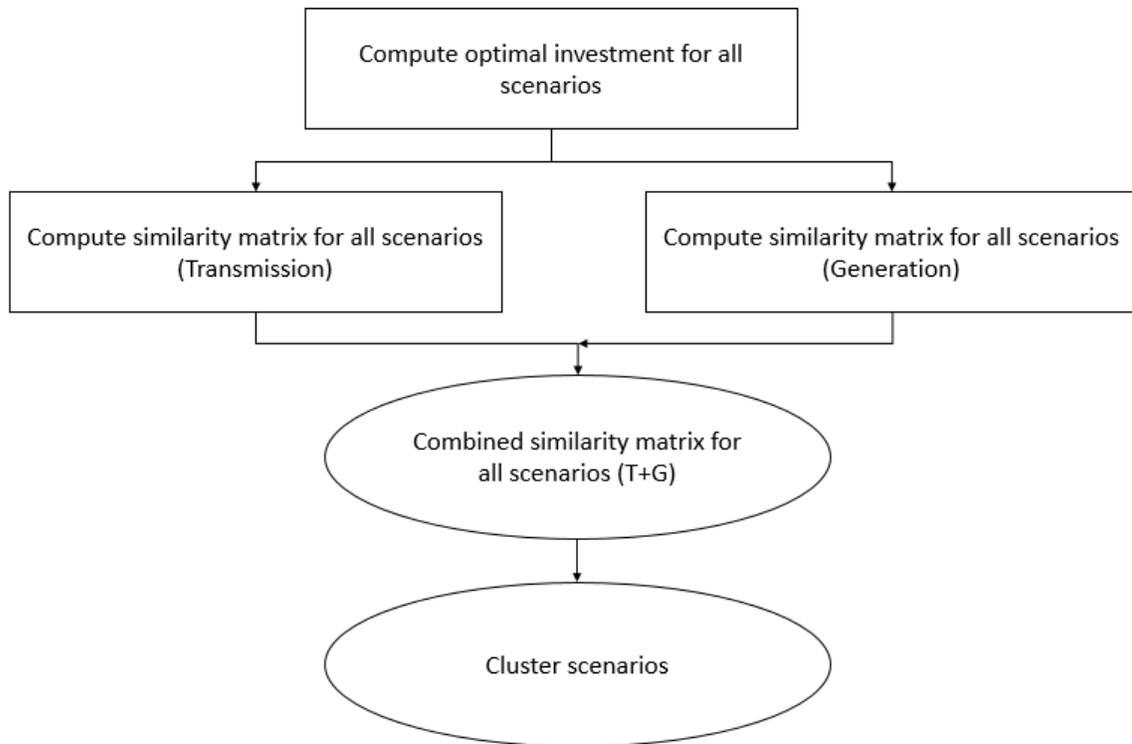 Compute optimal investment for all
scenarios
Compute similarity matrix for all scenarios
(Transmission)
Compute similarity matrix for all scenarios
(Generation)
Combined similarity matrix for
all scenarios (T+G)
Cluster scenarios